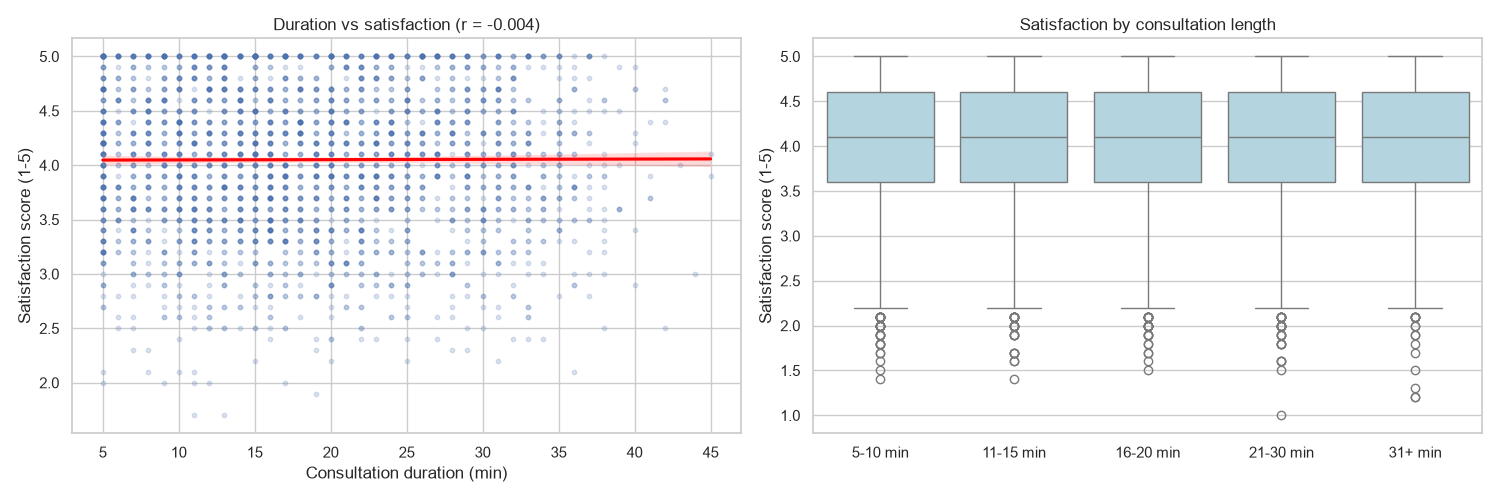 Duration vs satisfaction (r = -0.004)
Satisfaction score (1-5)
5.0
4.5
4.0
3.5
3.0
2.5
2.0
5 10 15 20 25 30 35 40 45
Consultation duration (min)
Satisfaction by consultation length
Satisfaction score (1-5)
5.0
4.5
4.0
3.5
3.0
2.5
2.0
1.5
1.0
5-10 min 11-15 min 16-20 min 21-30 min 31+ min